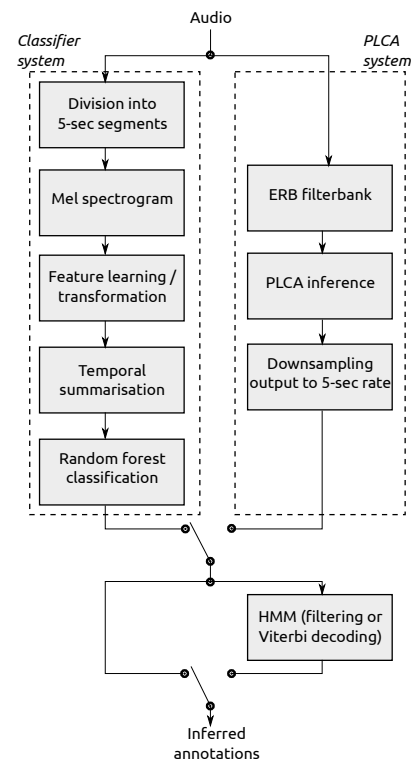 Audio
Classifier
system
PLCA
system
Division into
5-sec segments
Mel spectrogram
Feature learning /
transformation
Temporal
summarisation
Random forest
classification
ERB filterbank
PLCA inference
Downsampling
output to 5-sec rate
HMM (filtering or
Viterbi decoding)
Inferred
annotations